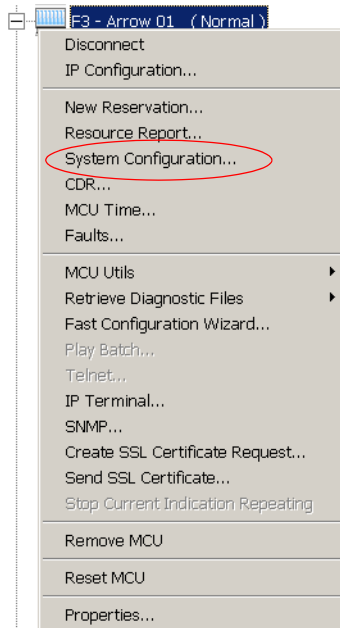 F3 - Arrow 01 (Normal)
Disconnect
IP Configuration...
New Reservation...
Resource Report...
System Configuration...
CDR...
MCU Time...
Faults...
MCU Utils
Retrieve Diagnostic Files
Fast Configuration Wizard...
Play Batch...
Telnet...
IP Terminal...
SNMP...
Create SSL Certificate Request...
Send SSL Certificate...
Stop Current Indication Repeating
Remove MCU
Reset MCU
Properties...